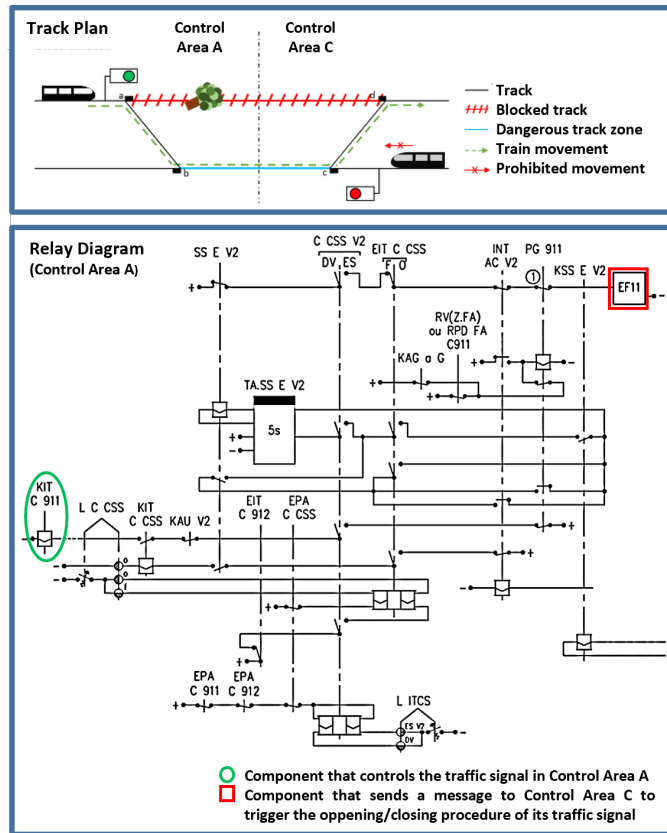 Track Plan
Control
Area A
Control
Area C
a
d
b
c
Track
Blocked track
Dangerous track zone
Train movement
Prohibited movement
Relay Diagram
(Control Area A)
SS E V2
C CSS V2
DV ES
EIT C CSS
F O
INT
AC V2
PG 911
1
KSS E V2
EF11
RV(Z.FA)
ou RPD FA
C911
KAG a G
TA.SS E V2
5s
KIT
C 911
L C CSS
KIT
C CSS
KAU V2
EIT
C 912
EPA
C CSS
o
o
f
EPA
C 911
EPA
C 912
L ITCS
ES V2
DV
Component that controls the traffic signal in Control Area A
Component that sends a message to Control Area C to
trigger the oppening/closing procedure of its traffic signal